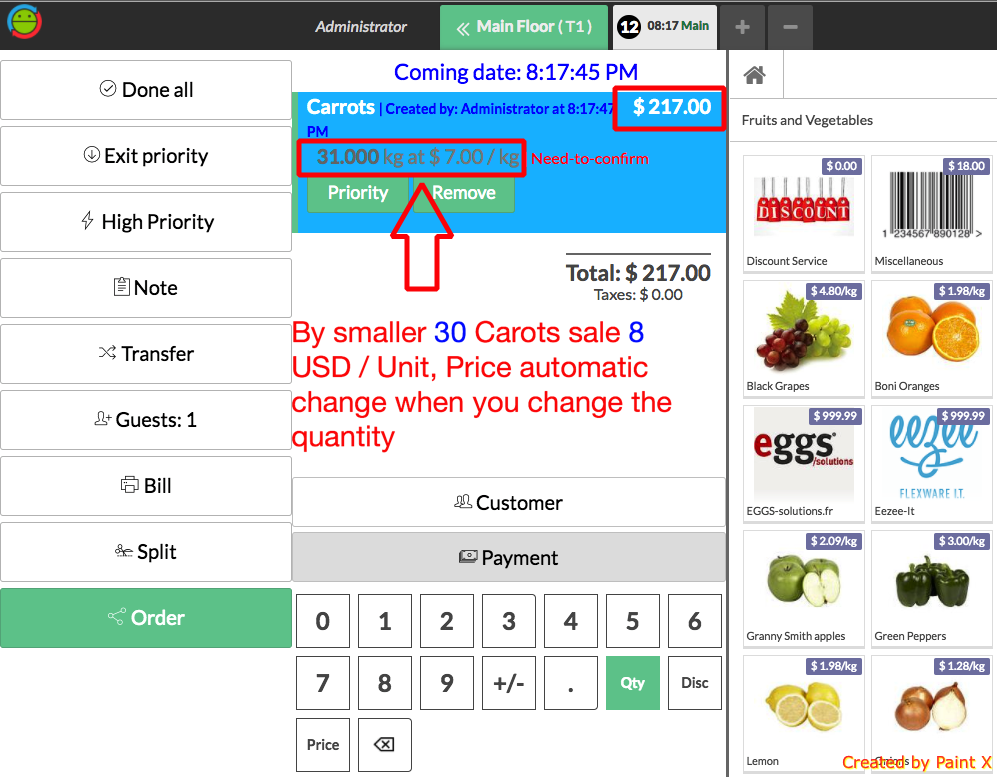 Administrator
Main Floor ( T1 )
12 08:17 Main
+
−
Done all
Exit priority
High Priority
Note
Transfer
Guests: 1
Bill
Split
Order
Coming date: 8:17:45 PM
Carrots | Created by: Administrator at 8:17:47 PM
$ 217.00
31.000 kg at $ 7.00 / kg
Need-to-confirm
Priority
Remove
Total: $ 217.00
Taxes: $ 0.00
By smaller 30 Carots sale 8
USD / Unit, Price automatic
change when you change the
quantity
Customer
Payment
0 1 2 3 4 5 6
7 8 9 +/- . Qty Disc
Price
Fruits and Vegetables
$ 0.00
DISCOUNT
Discount Service
$ 18.00
1 234567 890128 >
Miscellaneous
$ 4.80/kg
Black Grapes
$ 1.98/kg
Boni Oranges
$ 999.99
eggs
/solutions
EGGS-solutions.fr
$ 999.99
eezee
FLEXWARE I.T.
Eezee-It
$ 2.09/kg
Granny Smith apples
$ 3.00/kg
Green Peppers
$ 1.98/kg
Lemon
$ 1.28/kg
Onions
Created by Paint X